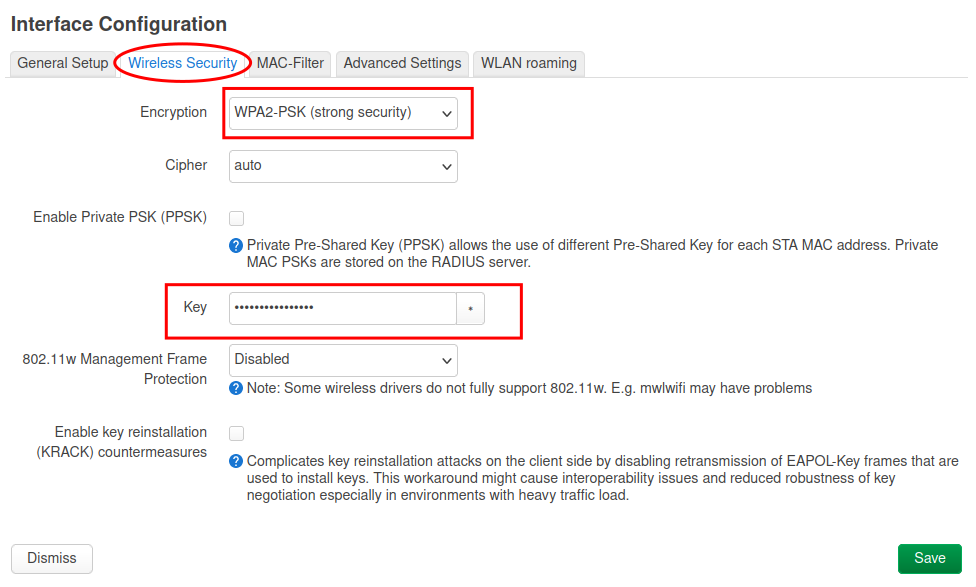 Interface Configuration
General Setup Wireless Security MAC-Filter Advanced Settings WLAN roaming
Encryption WPA2-PSK (strong security)
Cipher auto
Enable Private PSK (PPSK)
Private Pre-Shared Key (PPSK) allows the use of different Pre-Shared Key for each STA MAC address. Private
MAC PSKs are stored on the RADIUS server.
Key •••••••••••••••• *
802.11w Management Frame
Protection
Disabled
Note: Some wireless drivers do not fully support 802.11w. E.g. mwlwifi may have problems
Enable key reinstallation
(KRACK) countermeasures
Complicates key reinstallation attacks on the client side by disabling retransmission of EAPOL-Key frames that are
used to install keys. This workaround might cause interoperability issues and reduced robustness of key
negotiation especially in environments with heavy traffic load.
Dismiss Save